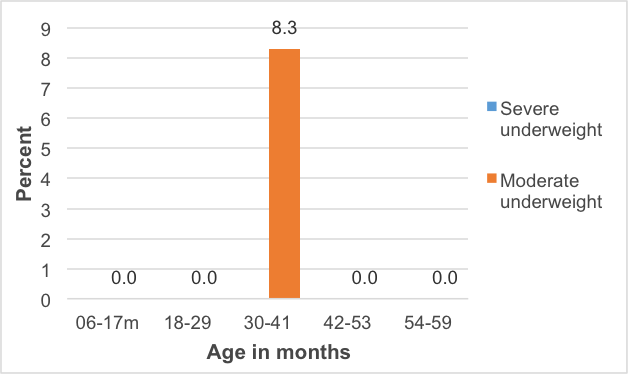 9
8.3
8
7
6
5
4
3
2
1
0
Percent
0.0 0.0 0.0 0.0
06-17m 18-29 30-41 42-53 54-59
Age in months
Severe
underweight
Moderate
underweight